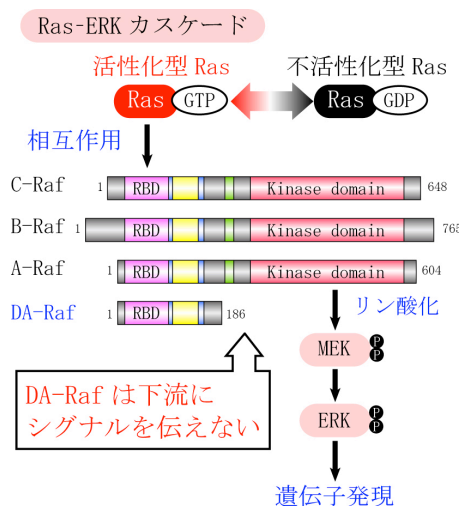 Ras-ERK カスケード
活性化型 Ras
不活性化型 Ras
Ras GTP
Ras GDP
相互作用
C-Raf 1 RBD Kinase domain 648
B-Raf 1 RBD Kinase domain 765
A-Raf 1 RBD Kinase domain 604
DA-Raf 1 RBD 186
リン酸化
MEK P P
DA-Raf は下流に
シグナルを伝えない
ERK P P
遺伝子発現